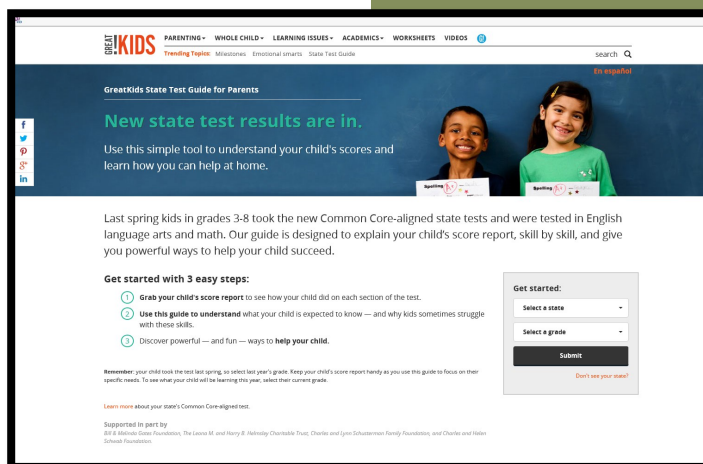 GREAT!KIDS
PARENTING WHOLE CHILD LEARNING ISSUES ACADEMICS WORKSHEETS VIDEOS
Trending Topics: Milestones Emotional smarts State Test Guide
search
En español
GreatKids State Test Guide for Parents
New state test results are in.
Use this simple tool to understand your child's scores and
learn how you can help at home.
f
g+
in
Spelling
Spelling
Last spring kids in grades 3-8 took the new Common Core-aligned state tests and were tested in English
language arts and math. Our guide is designed to explain your child's score report, skill by skill, and give
you powerful ways to help your child succeed.
Get started with 3 easy steps:
1 Grab your child's score report to see how your child did on each section of the test.
2 Use this guide to understand what your child is expected to know — and why kids sometimes struggle
with these skills.
3 Discover powerful — and fun — ways to help your child.
Remember: your child took the test last spring, so select last year's grade. Keep your child's score report handy as you use this guide to focus on their
specific needs. To see what your child will be learning this year, select their current grade.
Learn more about your state's Common Core-aligned test.
Supported in part by
Bill & Melinda Gates Foundation, The Leona M. and Harry B. Helmsley Charitable Trust, Charles and Lynn Schusterman Family Foundation, and Charles and Helen
Schwab Foundation.
Get started:
Select a state
Select a grade
Submit
Don't see your state?